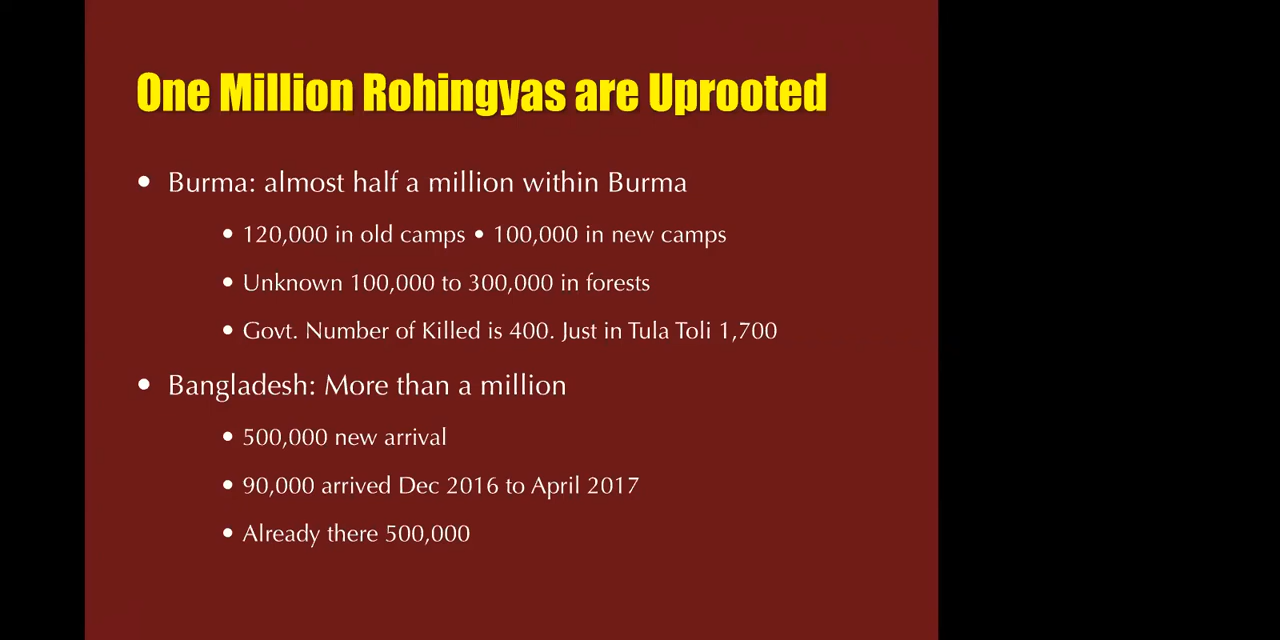 One Million Rohingyas are Uprooted
• Burma: almost half a million within Burma
• 120,000 in old camps • 100,000 in new camps
• Unknown 100,000 to 300,000 in forests
• Govt. Number of Killed is 400. Just in Tula Toli 1,700
• Bangladesh: More than a million
• 500,000 new arrival
• 90,000 arrived Dec 2016 to April 2017
• Already there 500,000